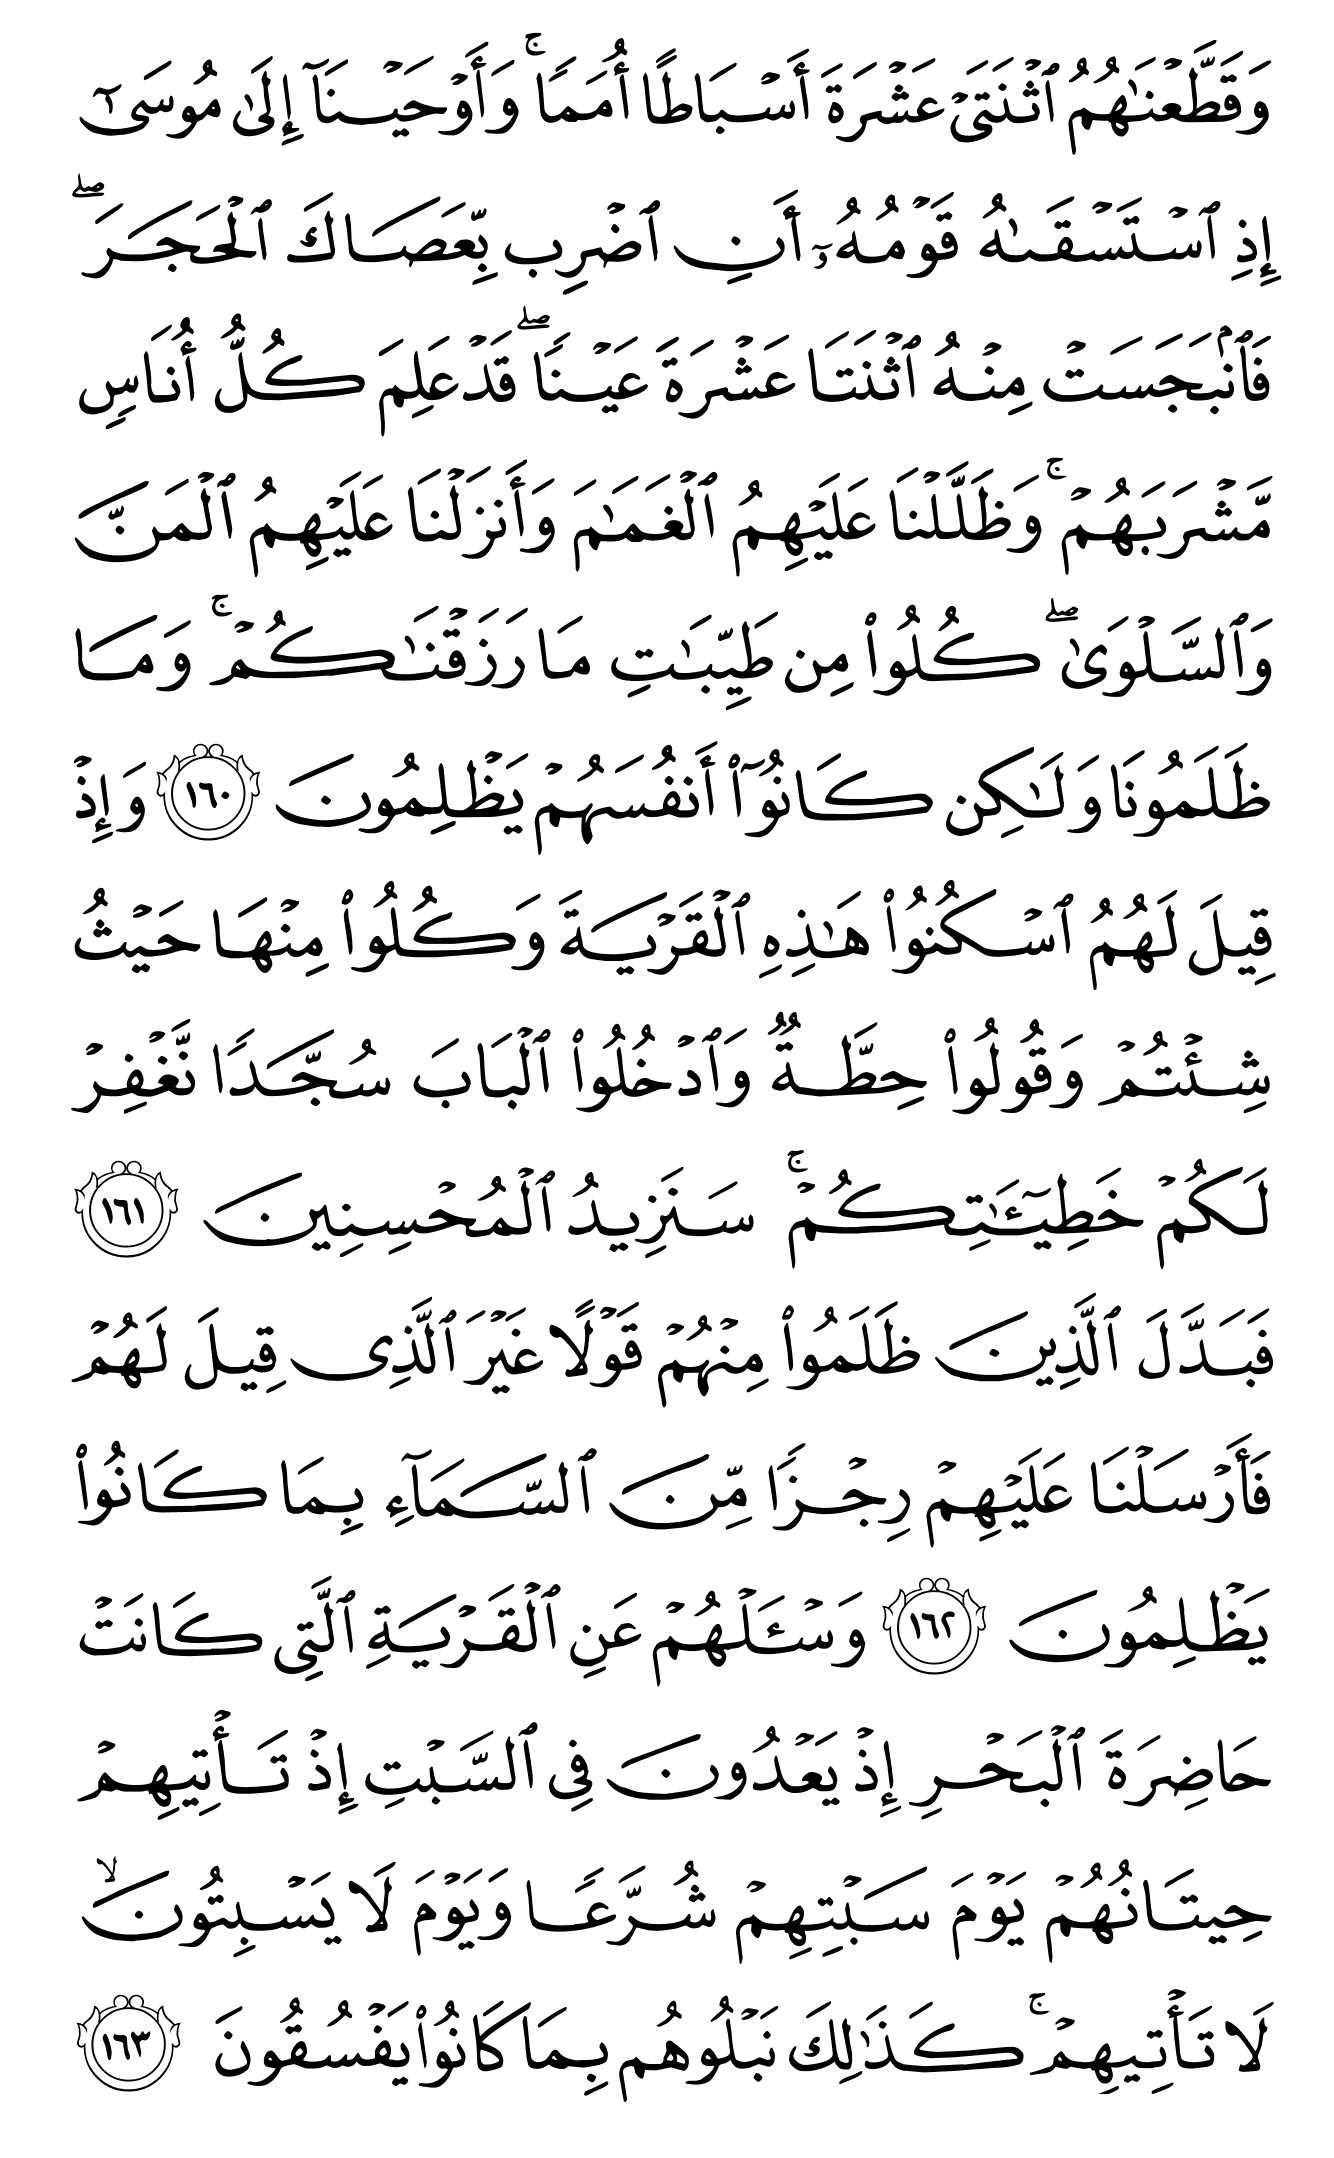 وَقَطَّعۡنَٰهُمُ ٱثۡنَتَيۡ عَشۡرَةَ أَسۡبَاطًا أُمَمٗاۚ وَأَوۡحَيۡنَآ إِلَىٰ مُوسَىٰٓ
إِذِ ٱسۡتَسۡقَىٰهُ قَوۡمُهُۥٓ أَنِ ٱضۡرِب بِّعَصَاكَ ٱلۡحَجَرَۖ
فَٱنۢبَجَسَتۡ مِنۡهُ ٱثۡنَتَا عَشۡرَةَ عَيۡنٗاۖ قَدۡ عَلِمَ كُلُّ أُنَاسٖ
مَّشۡرَبَهُمۡۚ وَظَلَّلۡنَا عَلَيۡهِمُ ٱلۡغَمَٰمَ وَأَنزَلۡنَا عَلَيۡهِمُ ٱلۡمَنَّ
وَٱلسَّلۡوَىٰۖ كُلُواْ مِن طَيِّبَٰتِ مَا رَزَقۡنَٰكُمۡۚ وَمَا
ظَلَمُونَا وَلَٰكِن كَانُوٓاْ أَنفُسَهُمۡ يَظۡلِمُونَ ١٦٠ وَإِذۡ
قِيلَ لَهُمُ ٱسۡكُنُواْ هَٰذِهِ ٱلۡقَرۡيَةَ وَكُلُواْ مِنۡهَا حَيۡثُ
شِئۡتُمۡ وَقُولُواْ حِطَّةٞ وَٱدۡخُلُواْ ٱلۡبَابَ سُجَّدٗا نَّغۡفِرۡ
لَكُمۡ خَطِيٓـَٰٔتِكُمۡۚ سَنَزِيدُ ٱلۡمُحۡسِنِينَ ١٦١
فَبَدَّلَ ٱلَّذِينَ ظَلَمُواْ مِنۡهُمۡ قَوۡلًا غَيۡرَ ٱلَّذِي قِيلَ لَهُمۡ
فَأَرۡسَلۡنَا عَلَيۡهِمۡ رِجۡزٗا مِّنَ ٱلسَّمَآءِ بِمَا كَانُواْ
يَظۡلِمُونَ ١٦٢ وَسۡـَٔلۡهُمۡ عَنِ ٱلۡقَرۡيَةِ ٱلَّتِي كَانَتۡ
حَاضِرَةَ ٱلۡبَحۡرِ إِذۡ يَعۡدُونَ فِي ٱلسَّبۡتِ إِذۡ تَأۡتِيهِمۡ
حِيتَانُهُمۡ يَوۡمَ سَبۡتِهِمۡ شُرَّعٗا وَيَوۡمَ لَا يَسۡبِتُونَۙ
لَا تَأۡتِيهِمۡۚ كَذَٰلِكَ نَبۡلُوهُم بِمَا كَانُواْ يَفۡسُقُونَ ١٦٣